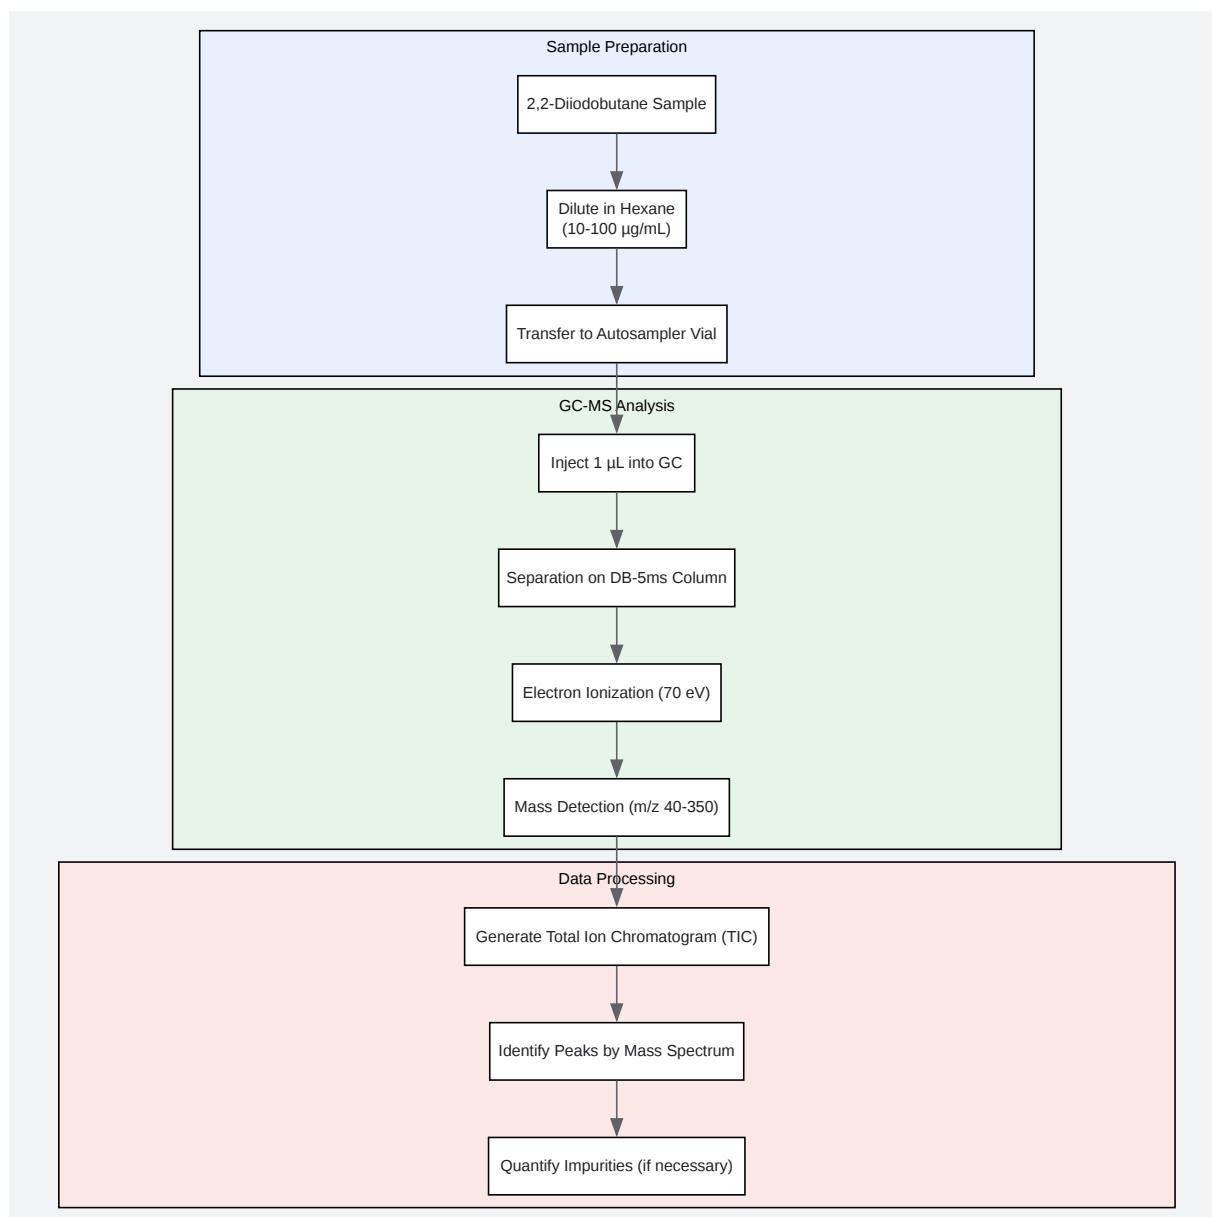 Sample Preparation
2,2-Diiodobutane Sample
Dilute in Hexane
(10-100 µg/mL)
Transfer to Autosampler Vial
GC-MS Analysis
Inject 1 µL into GC
Separation on DB-5ms Column
Electron Ionization (70 eV)
Mass Detection (m/z 40-350)
Data Processing
Generate Total Ion Chromatogram (TIC)
Identify Peaks by Mass Spectrum
Quantify Impurities (if necessary)